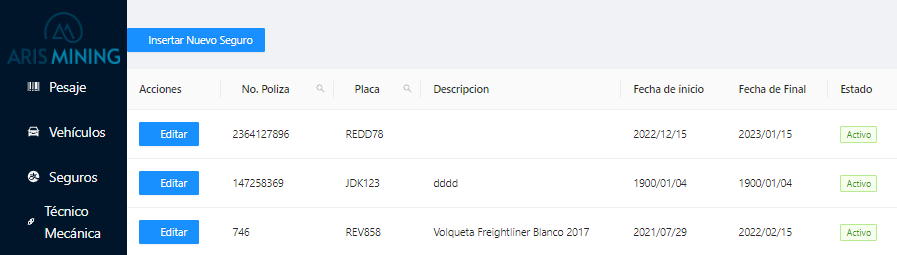 ARIS MINING
Pesaje
Vehículos
Seguros
Técnico
Mecánica
Insertar Nuevo Seguro
Acciones No. Poliza Placa Descripcion Fecha de inicio Fecha de Final Estado
Editar 2364127896 REDD78 2022/12/15 2023/01/15 Activo
Editar 147258369 JDK123 dddd 1900/01/04 1900/01/04 Activo
Editar 746 REV858 Volqueta Freightliner Blanco 2017 2021/07/29 2022/02/15 Activo